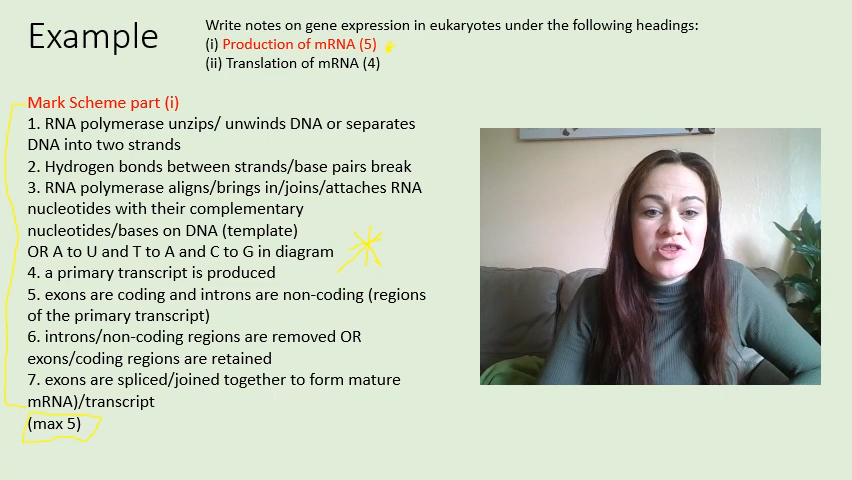 Example
Write notes on gene expression in eukaryotes under the following headings:
(i) Production of mRNA (5)
(ii) Translation of mRNA (4)
Mark Scheme part (i)
1. RNA polymerase unzips/ unwinds DNA or separates
DNA into two strands
2. Hydrogen bonds between strands/base pairs break
3. RNA polymerase aligns/brings in/joins/attaches RNA
nucleotides with their complementary
nucleotides/bases on DNA (template)
OR A to U and T to A and C to G in diagram
4. a primary transcript is produced
5. exons are coding and introns are non-coding (regions
of the primary transcript)
6. introns/non-coding regions are removed OR
exons/coding regions are retained
7. exons are spliced/joined together to form mature
mRNA)/transcript
(max 5)